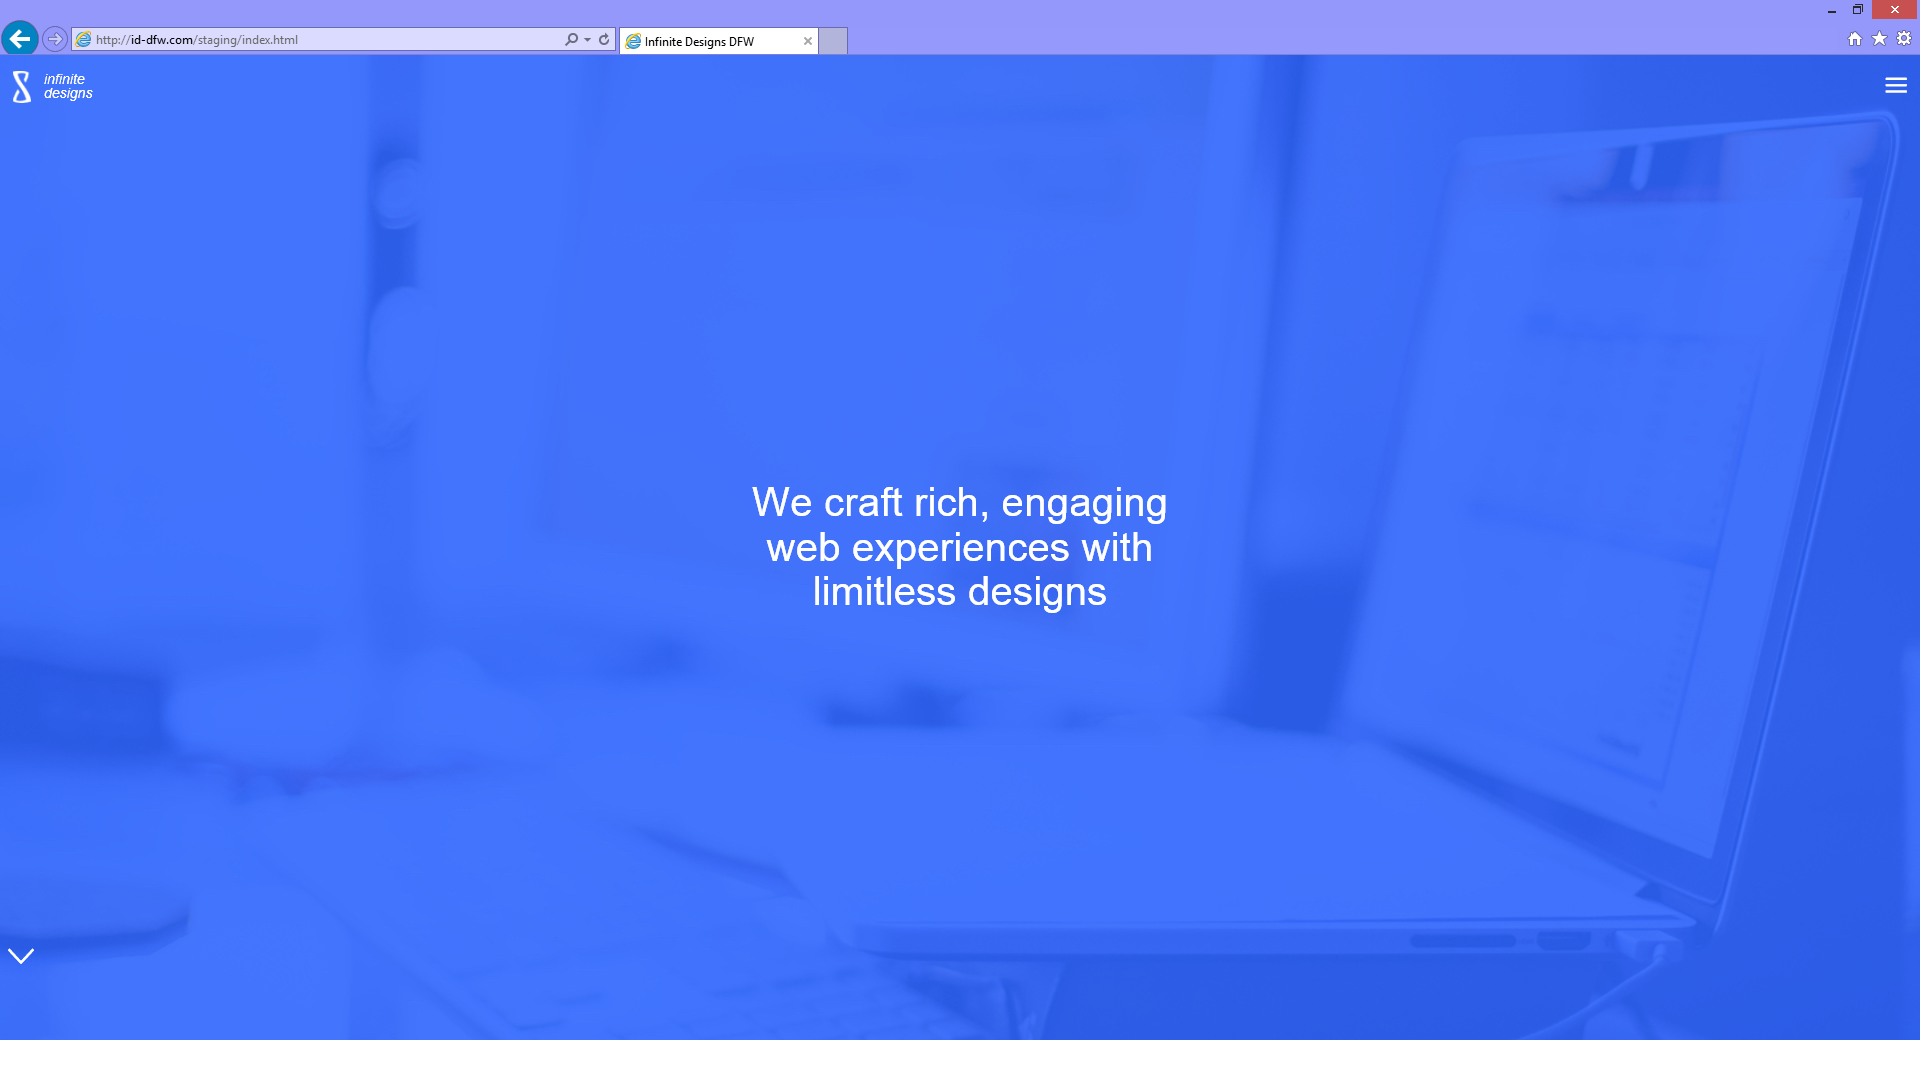 http://id-dfw.com/staging/index.html
Infinite Designs DFW
infinite
designs
We craft rich, engaging
web experiences with
limitless designs